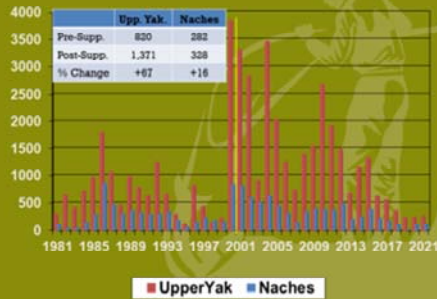 Upp. Yak. Naches
Pre-Supp. 820 282
Post-Supp. 1,371 328
% Change +67 +16
4000
3500
3000
2500
2000
1500
1000
500
0
1981 1985 1989 1993 1997 2001 2005 2009 2013 2017 2021
UpperYak Naches